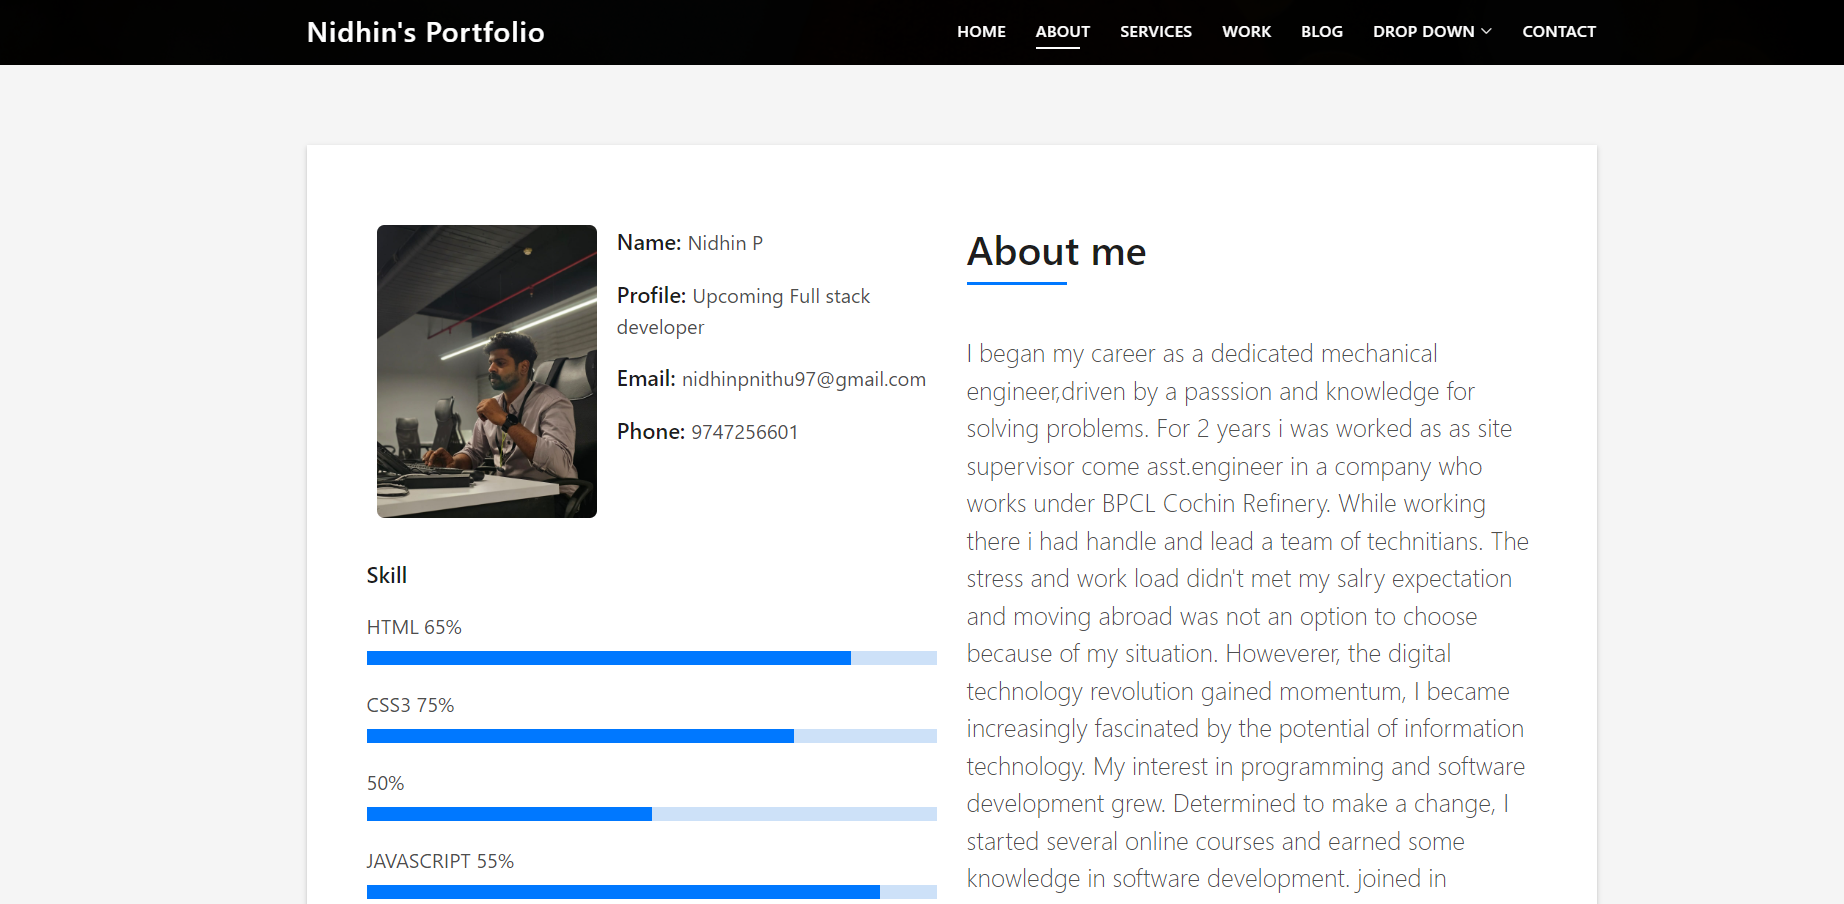 Nidhin's Portfolio
HOME ABOUT SERVICES WORK BLOG DROP DOWN CONTACT
Name: Nidhin P
Profile: Upcoming Full stack
developer
Email: nidhinpnithu97@gmail.com
Phone: 9747256601
Skill
HTML 65%
CSS3 75%
50%
JAVASCRIPT 55%
About me
I began my career as a dedicated mechanical
engineer,driven by a passsion and knowledge for
solving problems. For 2 years i was worked as as site
supervisor come asst.engineer in a company who
works under BPCL Cochin Refinery. While working
there i had handle and lead a team of technitians. The
stress and work load didn't met my salry expectation
and moving abroad was not an option to choose
because of my situation. Howeverer, the digital
technology revolution gained momentum, I became
increasingly fascinated by the potential of information
technology. My interest in programming and software
development grew. Determined to make a change, I
started several online courses and earned some
knowledge in software development. joined in